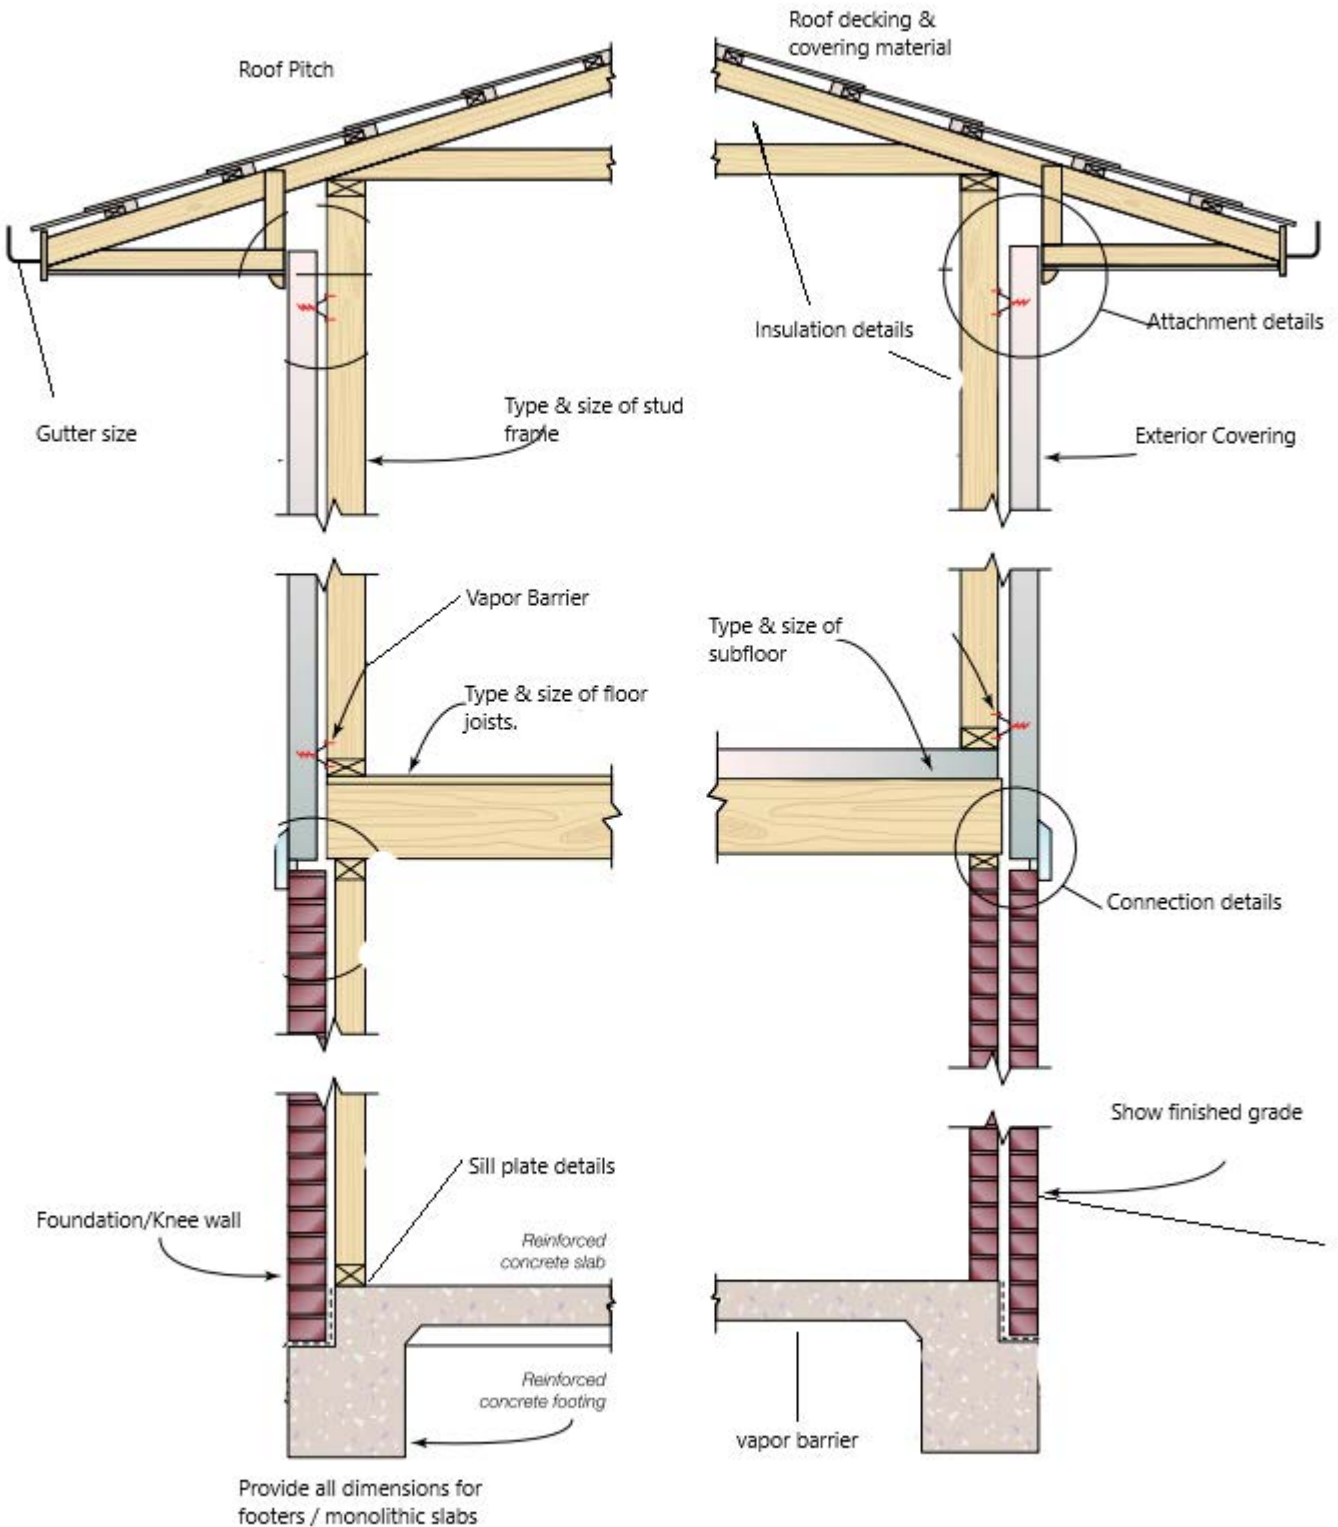 Roof decking &
covering material
Roof Pitch
Insulation details
Attachment details
Gutter size
Type & size of stud
frame
Exterior Covering
Vapor Barrier
Type & size of
subfloor
Type & size of floor
joists.
Connection details
Show finished grade
Sill plate details
Foundation/Knee wall
Reinforced
concrete slab
Reinforced
concrete footing
vapor barrier
Provide all dimensions for
footers / monolithic slabs